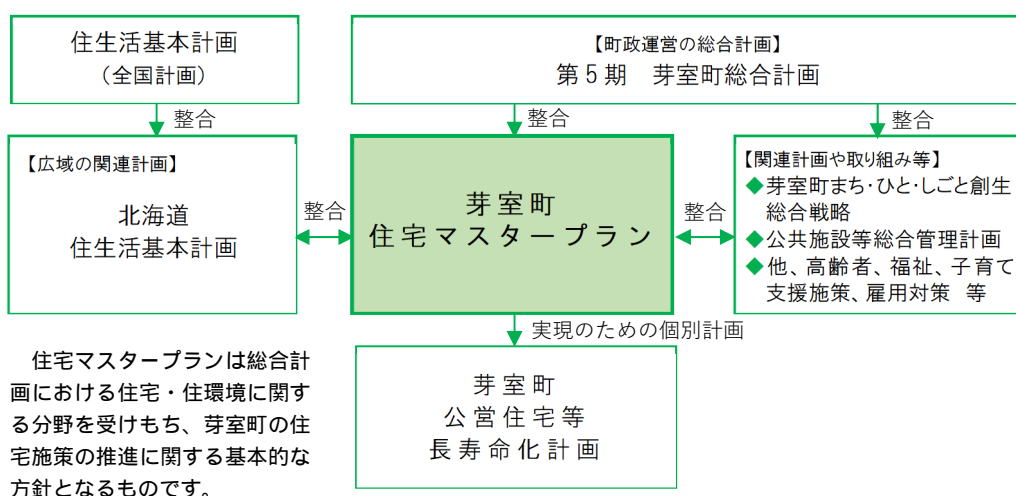 住生活基本計画
（全国計画）
【町政運営の総合計画】
第５期　芽室町総合計画
整合
整合
整合
【広域の関連計画】
北海道
住生活基本計画
整合
芽室町
住宅マスタープラン
整合
【関連計画や取り組み等】
◆芽室町まち・ひと・しごと創生
総合戦略
◆公共施設等総合管理計画
◆他、高齢者、福祉、子育て
支援施策、雇用対策　等
実現のための個別計画
芽室町
公営住宅等
長寿命化計画
住宅マスタープランは総合計
画における住宅・住環境に関す
る分野を受けもち、芽室町の住
宅施策の推進に関する基本的な
方針となるものです。